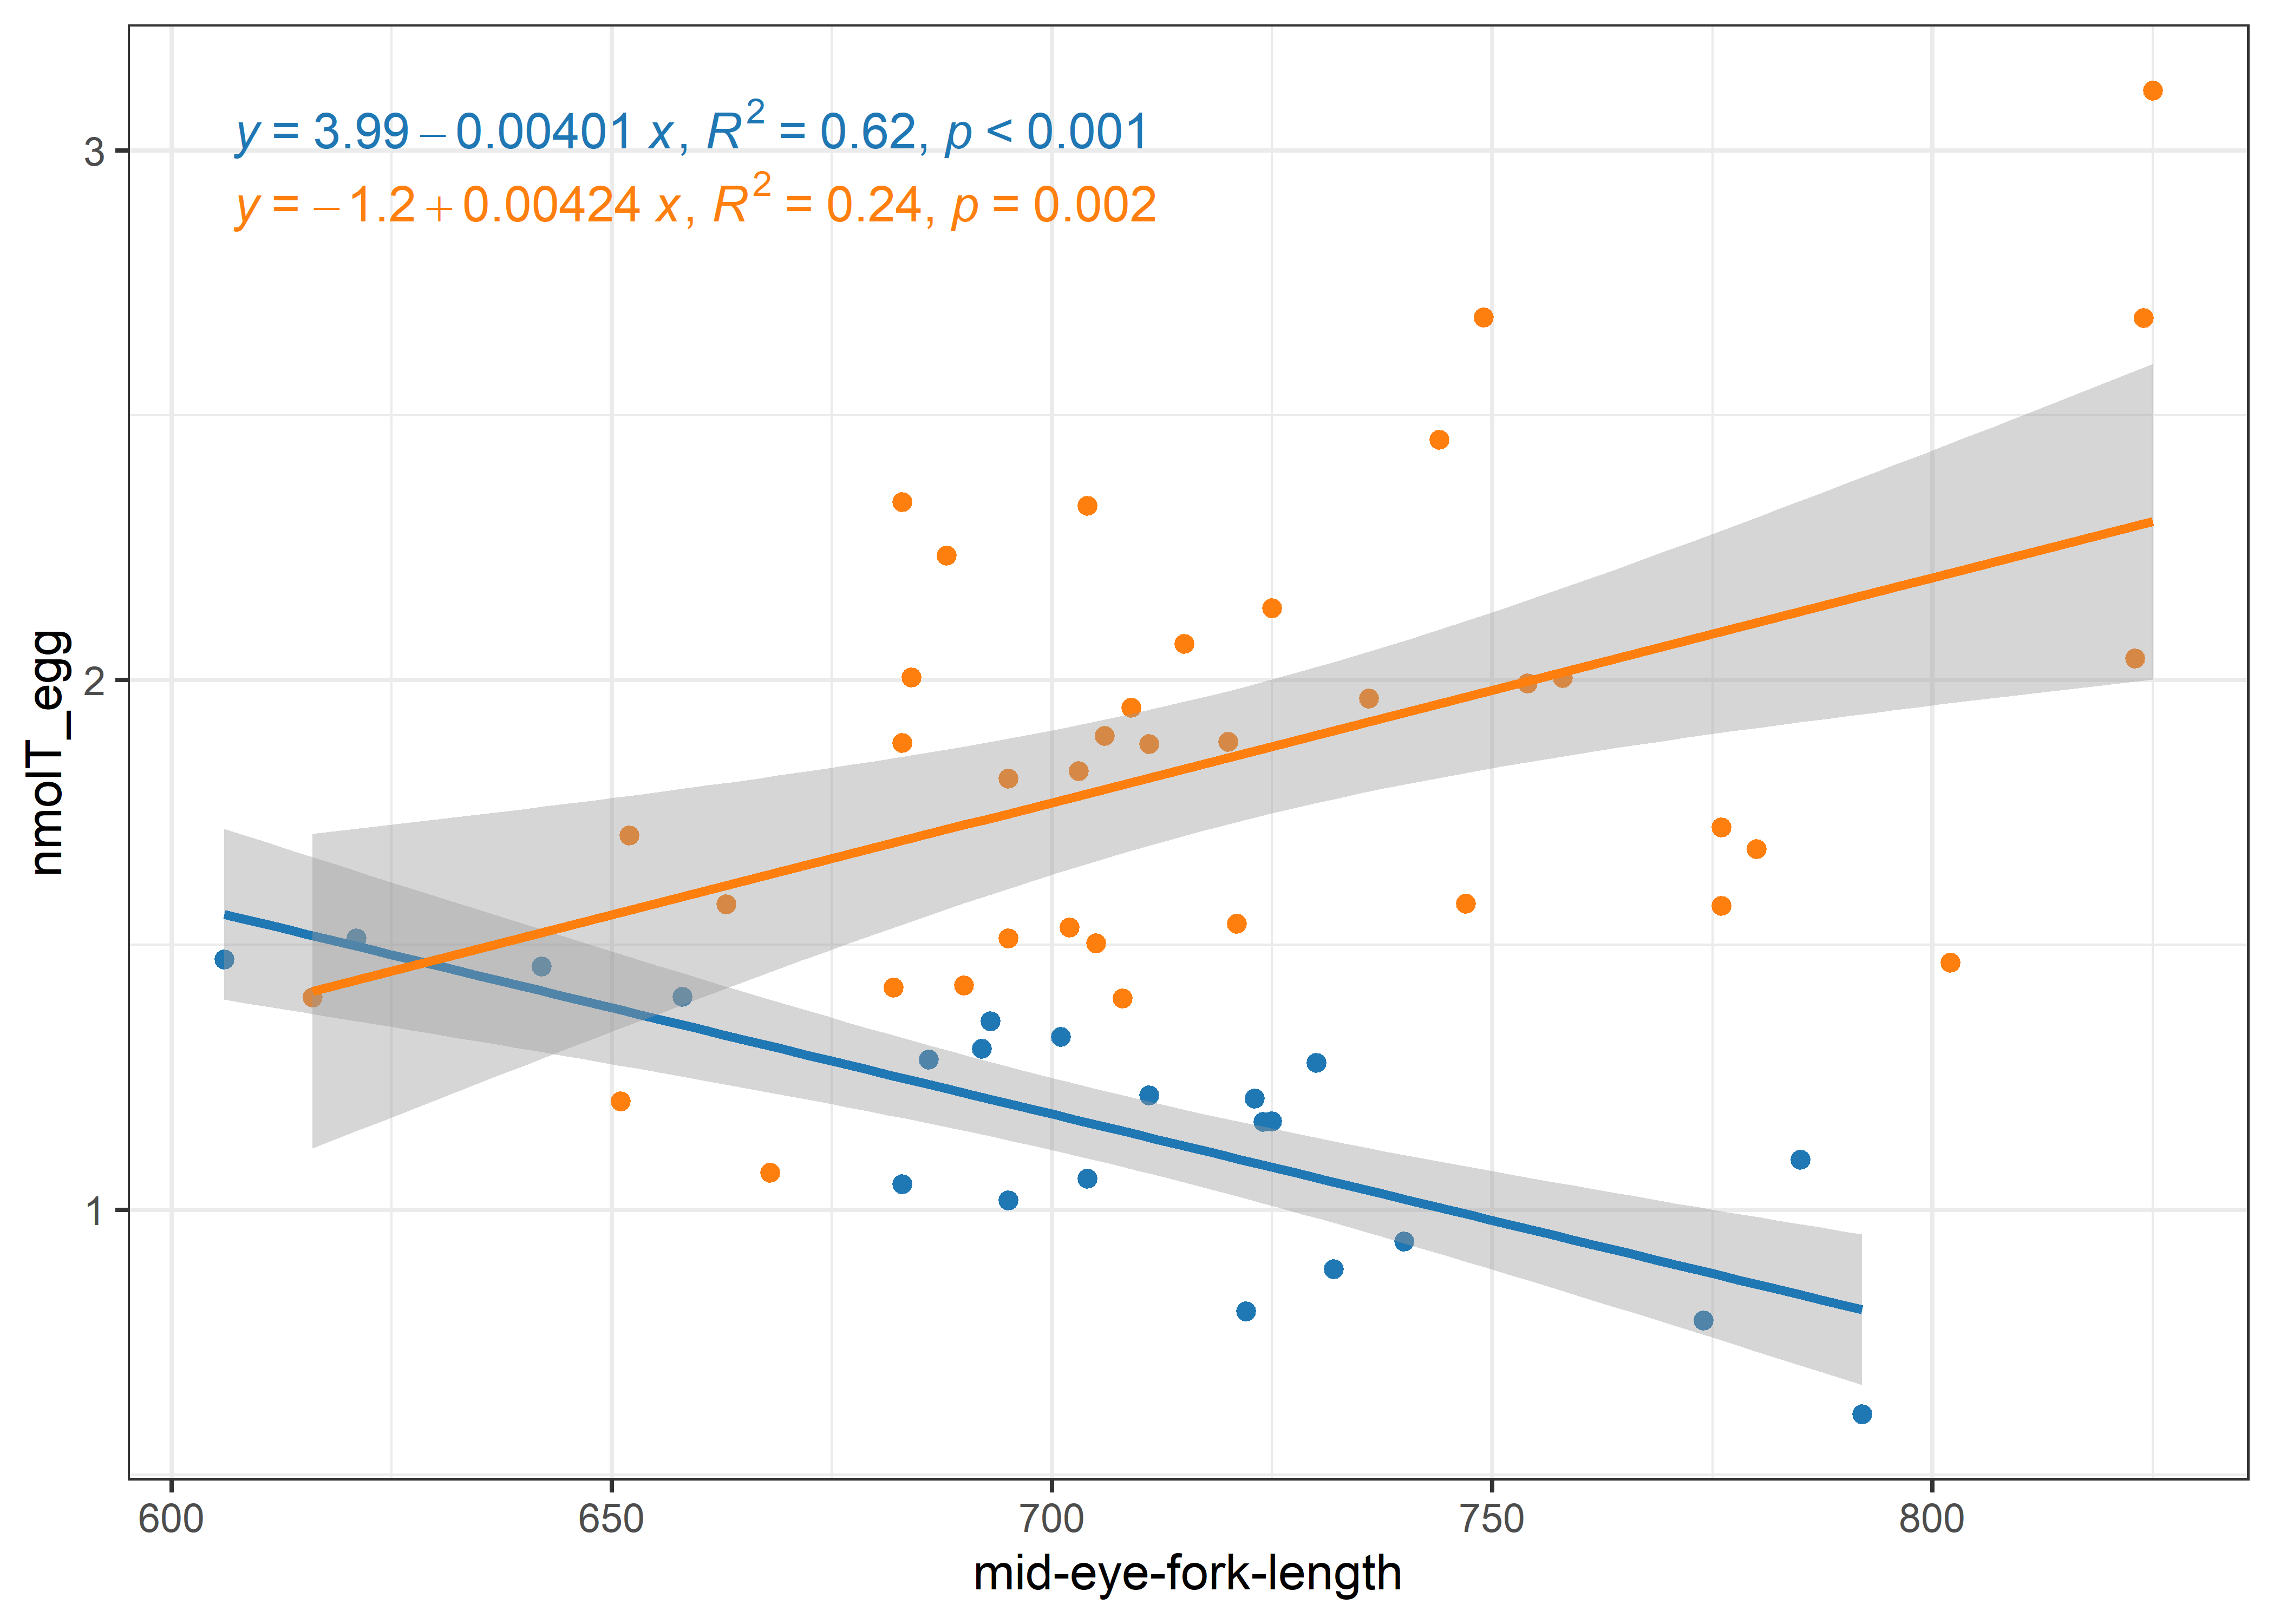 y = 3.99 − 0.00401 x, R² = 0.62, p < 0.001
y = − 1.2 + 0.00424 x, R² = 0.24, p = 0.002
3
2
1
nmolT_egg
600 650 700 750 800
mid-eye-fork-length